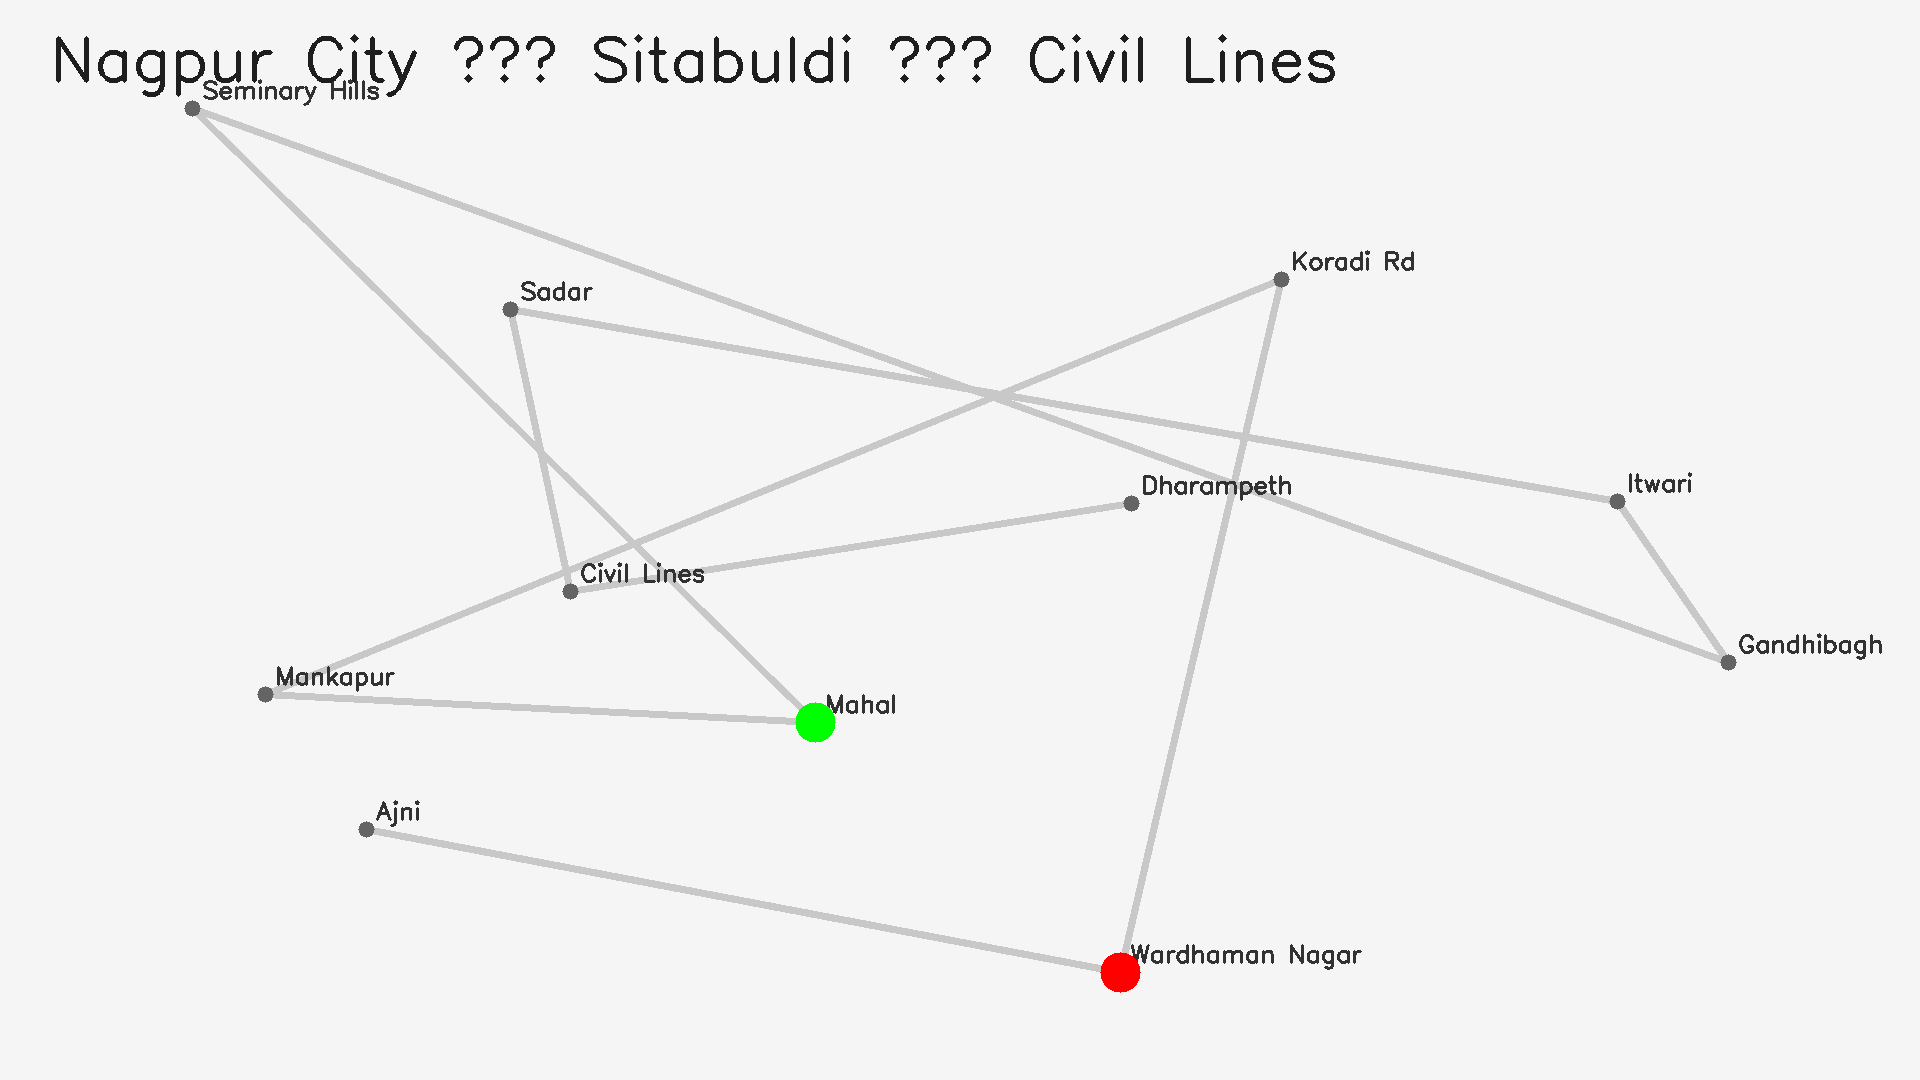 Nagpur City ??? Sitabuldi ??? Civil Lines
Seminary Hills
Koradi Rd
Sadar
Itwari
Dharampeth
Civil Lines
Gandhibagh
Mankapur
Mahal
Ajni
Wardhaman Nagar